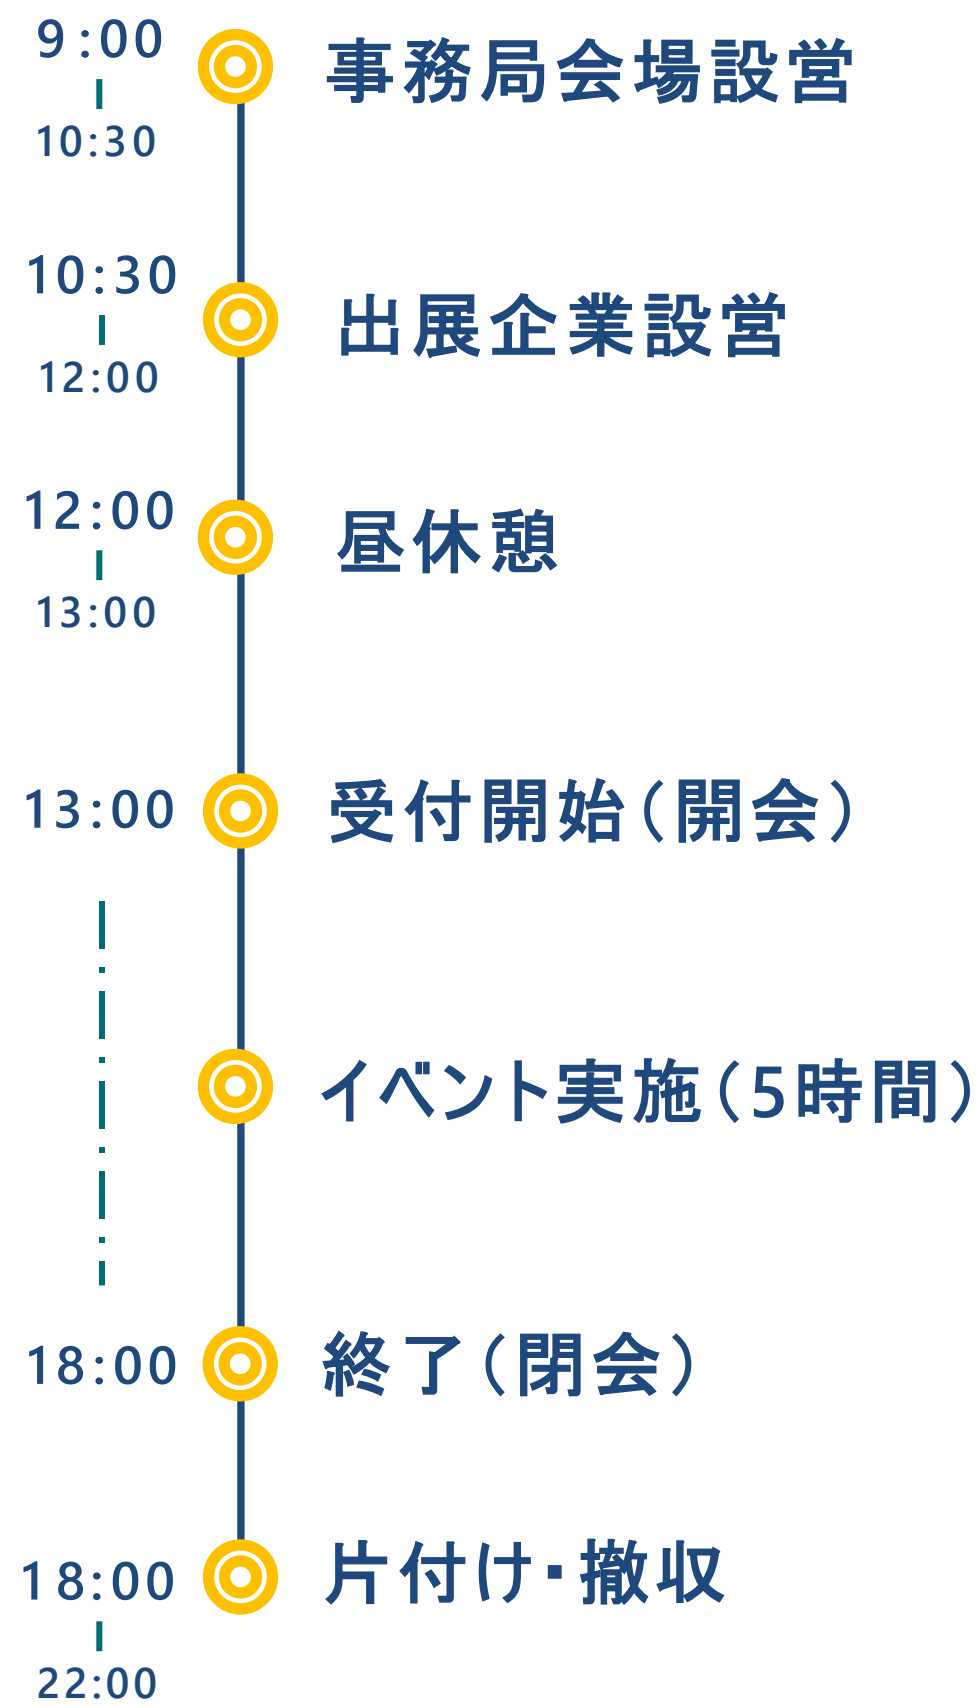 9:00
10:30
事務局会場設営
10:30
12:00
出展企業設営
12:00
13:00
昼休憩
13:00
受付開始（開会）
イベント実施（5時間）
18:00
終了（閉会）
18:00
22:00
片付け・撤収